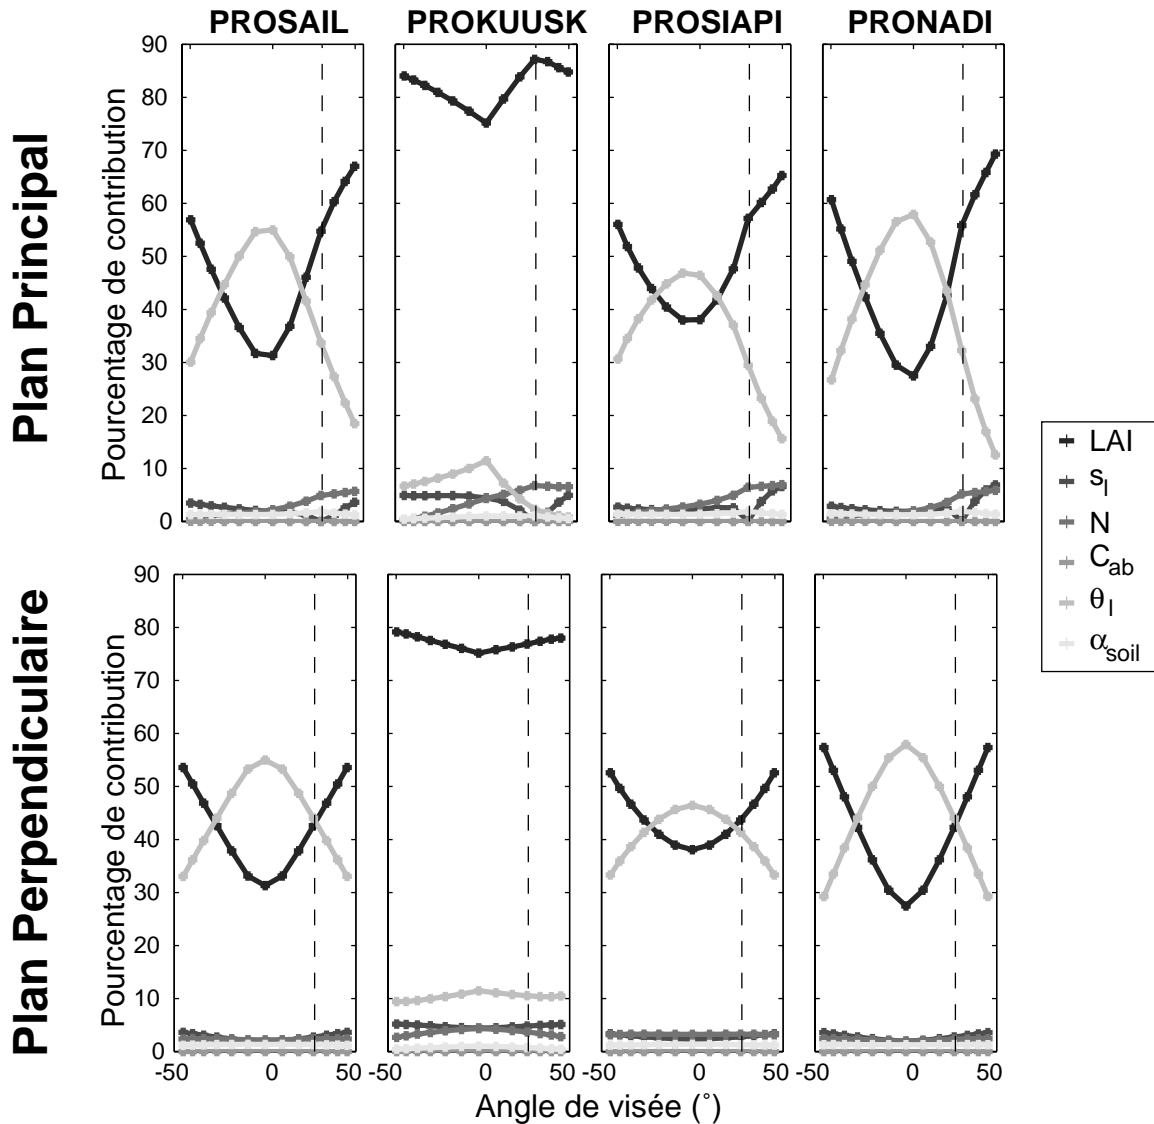 PROSAIL PROKUUSK PROSIAPI PRONADI
Plan Principal
Pourcentage de contribution
90
80
70
60
50
40
30
20
10
0
LAI
s_l
N
C_ab
θ_l
α_soil
Plan Perpendiculaire
Pourcentage de contribution
90
80
70
60
50
40
30
20
10
0
-50 0 50 -50 0 50 -50 0 50 -50 0 50
Angle de visée (°)